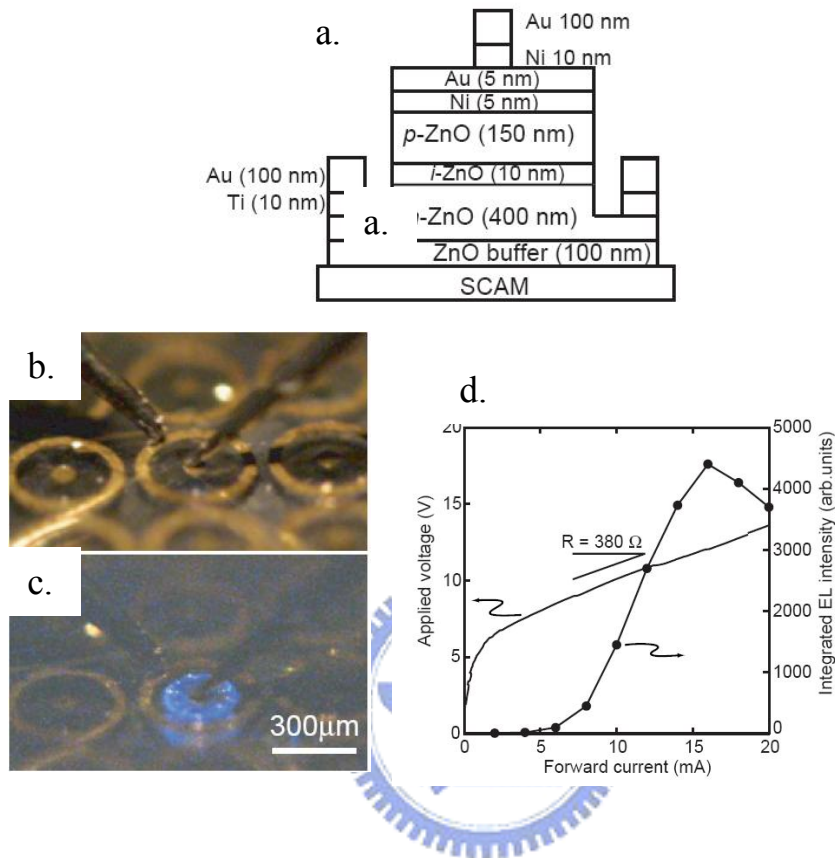 a.
Au 100 nm
Ni 10 nm
Au (5 nm)
Ni (5 nm)
p-ZnO (150 nm)
i-ZnO (10 nm)
Au (100 nm)
Ti (10 nm)
a.
-ZnO (400 nm)
ZnO buffer (100 nm)
SCAM
b.
c.
300μm
d.
20
15
10
5
0
Applied voltage (V)
R = 380 Ω
5000
4000
3000
2000
1000
0
Integrated EL intensity (arb.units)
0 5 10 15 20
Forward current (mA)